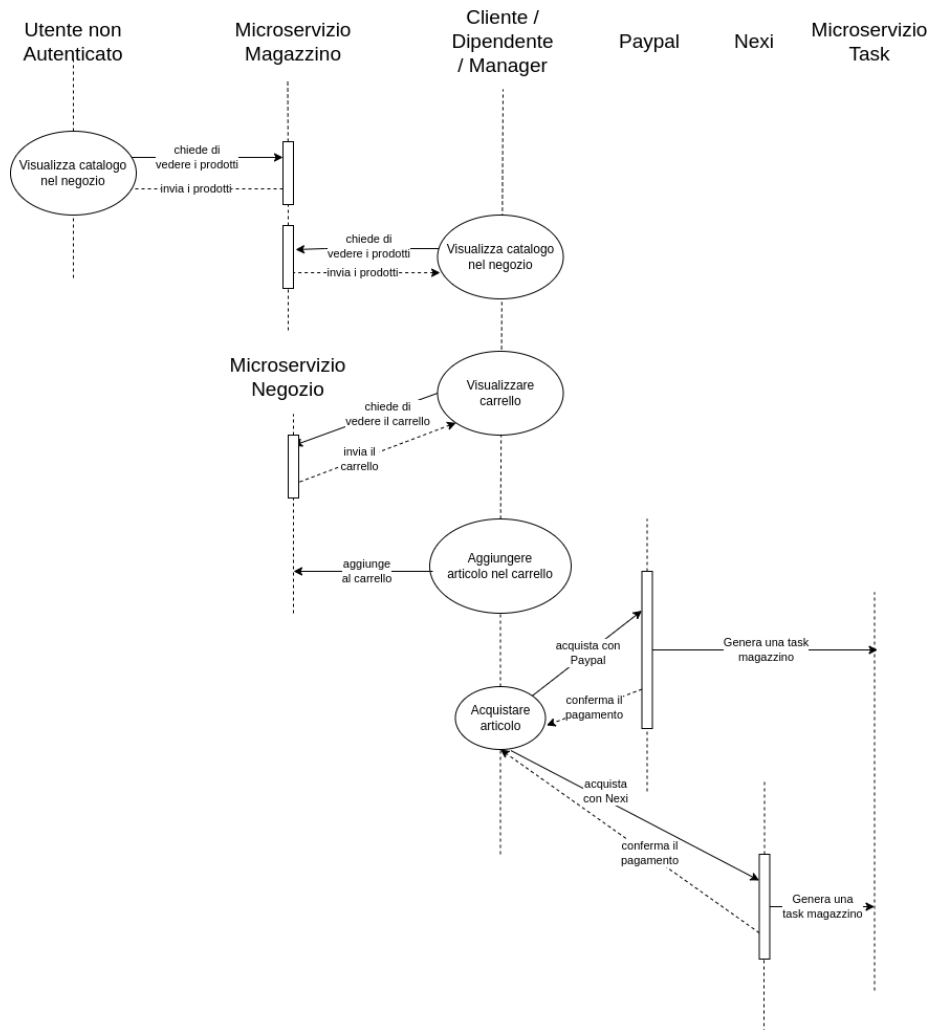 Utente non
Autenticato
Microservizio
Magazzino
Cliente /
Dipendente
/ Manager
Paypal
Nexi
Microservizio
Task
Visualizza catalogo
nel negozio
chiede di
vedere i prodotti
invia i prodotti
chiede di
vedere i prodotti
invia i prodotti
Visualizza catalogo
nel negozio
Microservizio
Negozio
Visualizzare
carrello
chiede di
vedere il carrello
invia il
carrello
Aggiungere
articolo nel carrello
aggiunge
al carrello
acquista con
Paypal
Genera una task
magazzino
conferma il
pagamento
Acquistare
articolo
acquista
con Nexi
conferma il
pagamento
Genera una
task magazzino